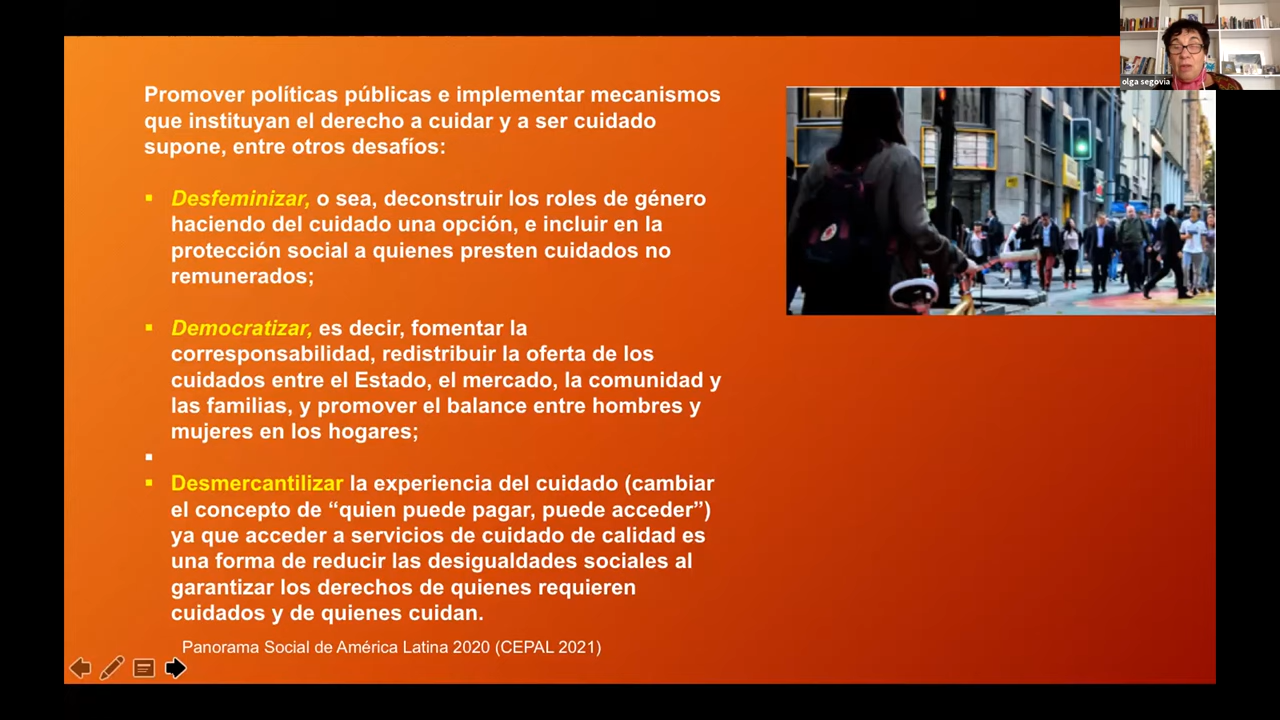 olga segovia
Promover políticas públicas e implementar mecanismos
que instituyan el derecho a cuidar y a ser cuidado
supone, entre otros desafíos:
Desfeminizar, o sea, deconstruir los roles de género
haciendo del cuidado una opción, e incluir en la
protección social a quienes presten cuidados no
remunerados;
Democratizar, es decir, fomentar la
corresponsabilidad, redistribuir la oferta de los
cuidados entre el Estado, el mercado, la comunidad y
las familias, y promover el balance entre hombres y
mujeres en los hogares;
Desmercantilizar la experiencia del cuidado (cambiar
el concepto de “quien puede pagar, puede acceder”)
ya que acceder a servicios de cuidado de calidad es
una forma de reducir las desigualdades sociales al
garantizar los derechos de quienes requieren
cuidados y de quienes cuidan.
Panorama Social de América Latina 2020 (CEPAL 2021)